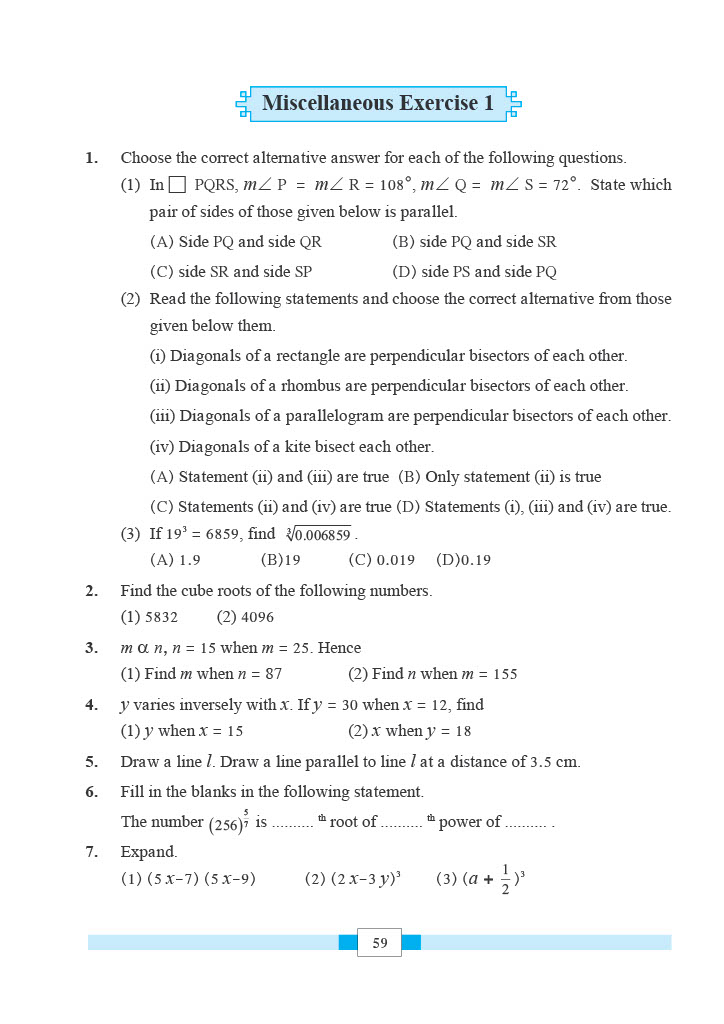 Miscellaneous Exercise 1
1. Choose the correct alternative answer for each of the following questions.
(1) In □ PQRS, m∠ P = m∠ R = 108°, m∠ Q = m∠ S = 72°. State which
pair of sides of those given below is parallel.
(A) Side PQ and side QR (B) side PQ and side SR
(C) side SR and side SP (D) side PS and side PQ
(2) Read the following statements and choose the correct alternative from those
given below them.
(i) Diagonals of a rectangle are perpendicular bisectors of each other.
(ii) Diagonals of a rhombus are perpendicular bisectors of each other.
(iii) Diagonals of a parallelogram are perpendicular bisectors of each other.
(iv) Diagonals of a kite bisect each other.
(A) Statement (ii) and (iii) are true (B) Only statement (ii) is true
(C) Statements (ii) and (iv) are true (D) Statements (i), (iii) and (iv) are true.
(3) If 19³ = 6859, find ∛0.006859 .
(A) 1.9 (B)19 (C) 0.019 (D)0.19
2. Find the cube roots of the following numbers.
(1) 5832 (2) 4096
3. m α n, n = 15 when m = 25. Hence
(1) Find m when n = 87 (2) Find n when m = 155
4. y varies inversely with x. If y = 30 when x = 12, find
(1) y when x = 15 (2) x when y = 18
5. Draw a line l. Draw a line parallel to line l at a distance of 3.5 cm.
6. Fill in the blanks in the following statement.
The number (256)^(5/7) is .......... th root of .......... th power of .......... .
7. Expand.
(1) (5x-7) (5x-9) (2) (2x-3y)³ (3) (a + 1/2)³
59